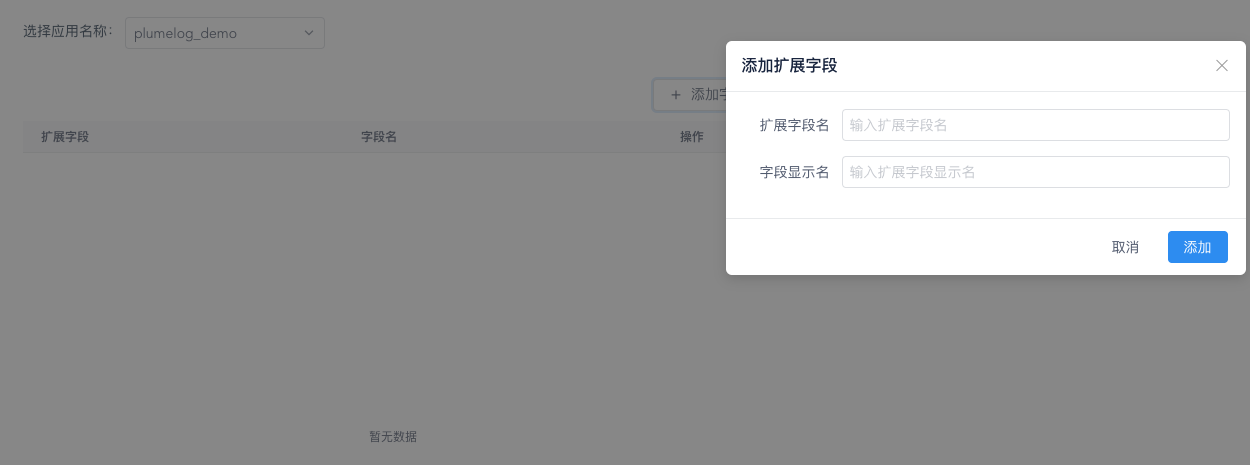 选择应用名称：
plumelog_demo
添加扩展字段
+ 添加
扩展字段
字段名
操作
扩展字段名
输入扩展字段名
字段显示名
输入扩展字段显示名
取消
添加
暂无数据